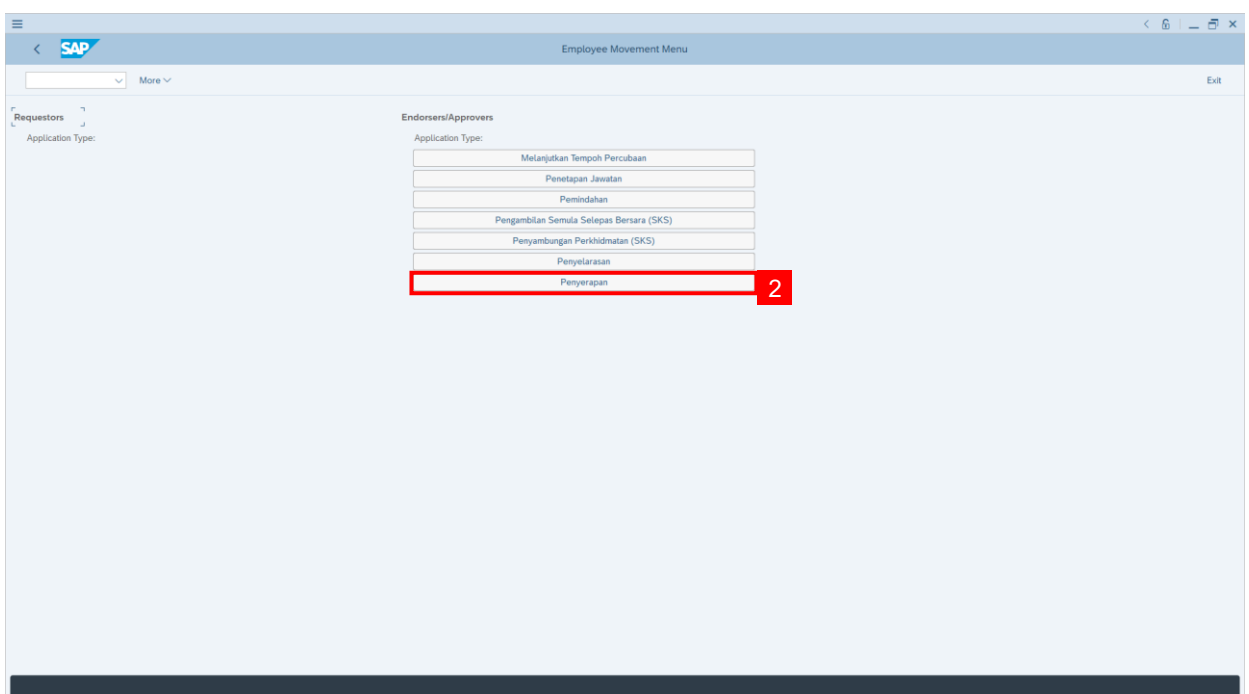 SAP
Employee Movement Menu
More
Exit
Requestors
Application Type:
Endorsers/Approvers
Application Type:
Melanjutkan Tempoh Percubaan
Penetapan Jawatan
Pemindahan
Pengambilan Semula Selepas Bersara (SKS)
Penyambungan Perkhidmatan (SKS)
Penyelarasan
Penyerapan
2